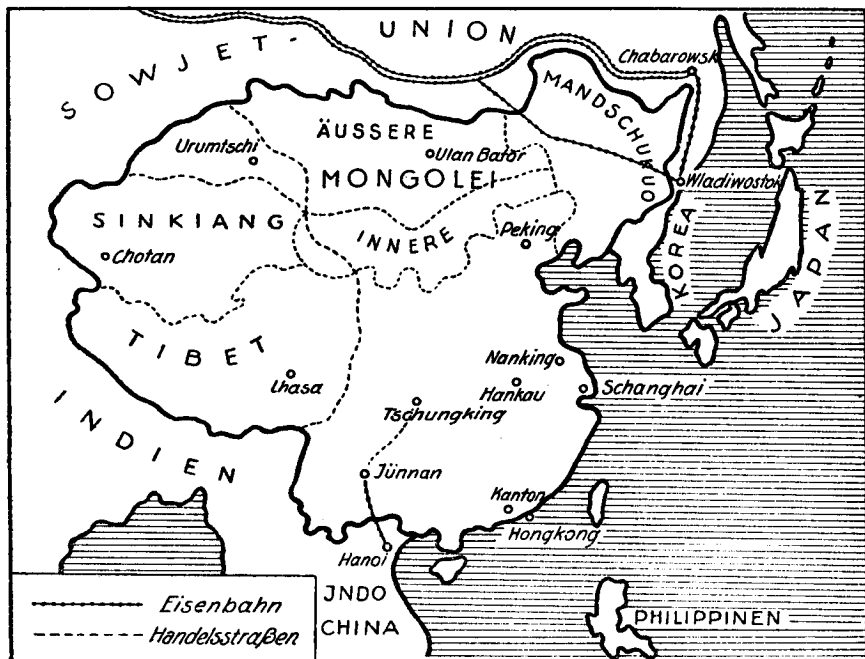 SOWJET-UNION
Chabarowsk
MANDSCHUKUO
ÄUSSERE
MONGOLEI
Urumtschi
Ulan Bator
Wladiwostok
SINKIANG
INNERE
Peking
Chotan
KOREA
JAPAN
TIBET
Lhasa
Nanking
Hankau
Schanghai
Tschungking
INDIEN
Jünnan
Kanton
Hongkong
Hanoi
JNDO
CHINA
PHILIPPINEN
Eisenbahn
Handelsstraßen